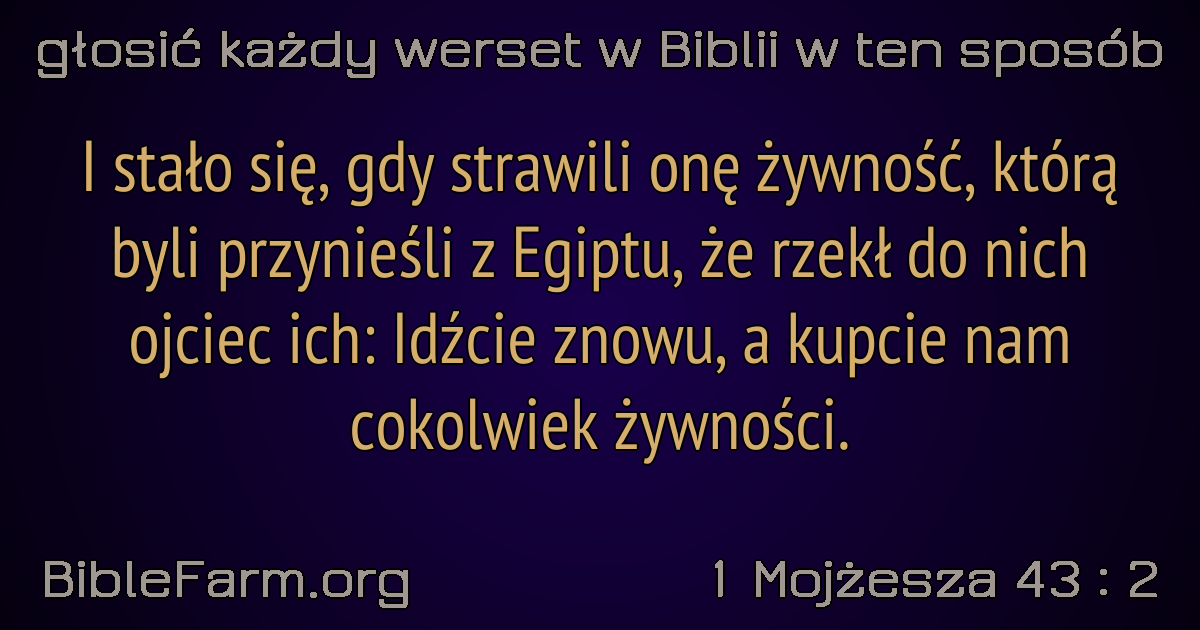 głosić każdy werset w Biblii w ten sposób
I stało się, gdy strawili onę żywność, którą
byli przynieśli z Egiptu, że rzekł do nich
ojciec ich: Idźcie znowu, a kupcie nam
cokolwiek żywności.
BibleFarm.org
1 Mojżesza 43 : 2